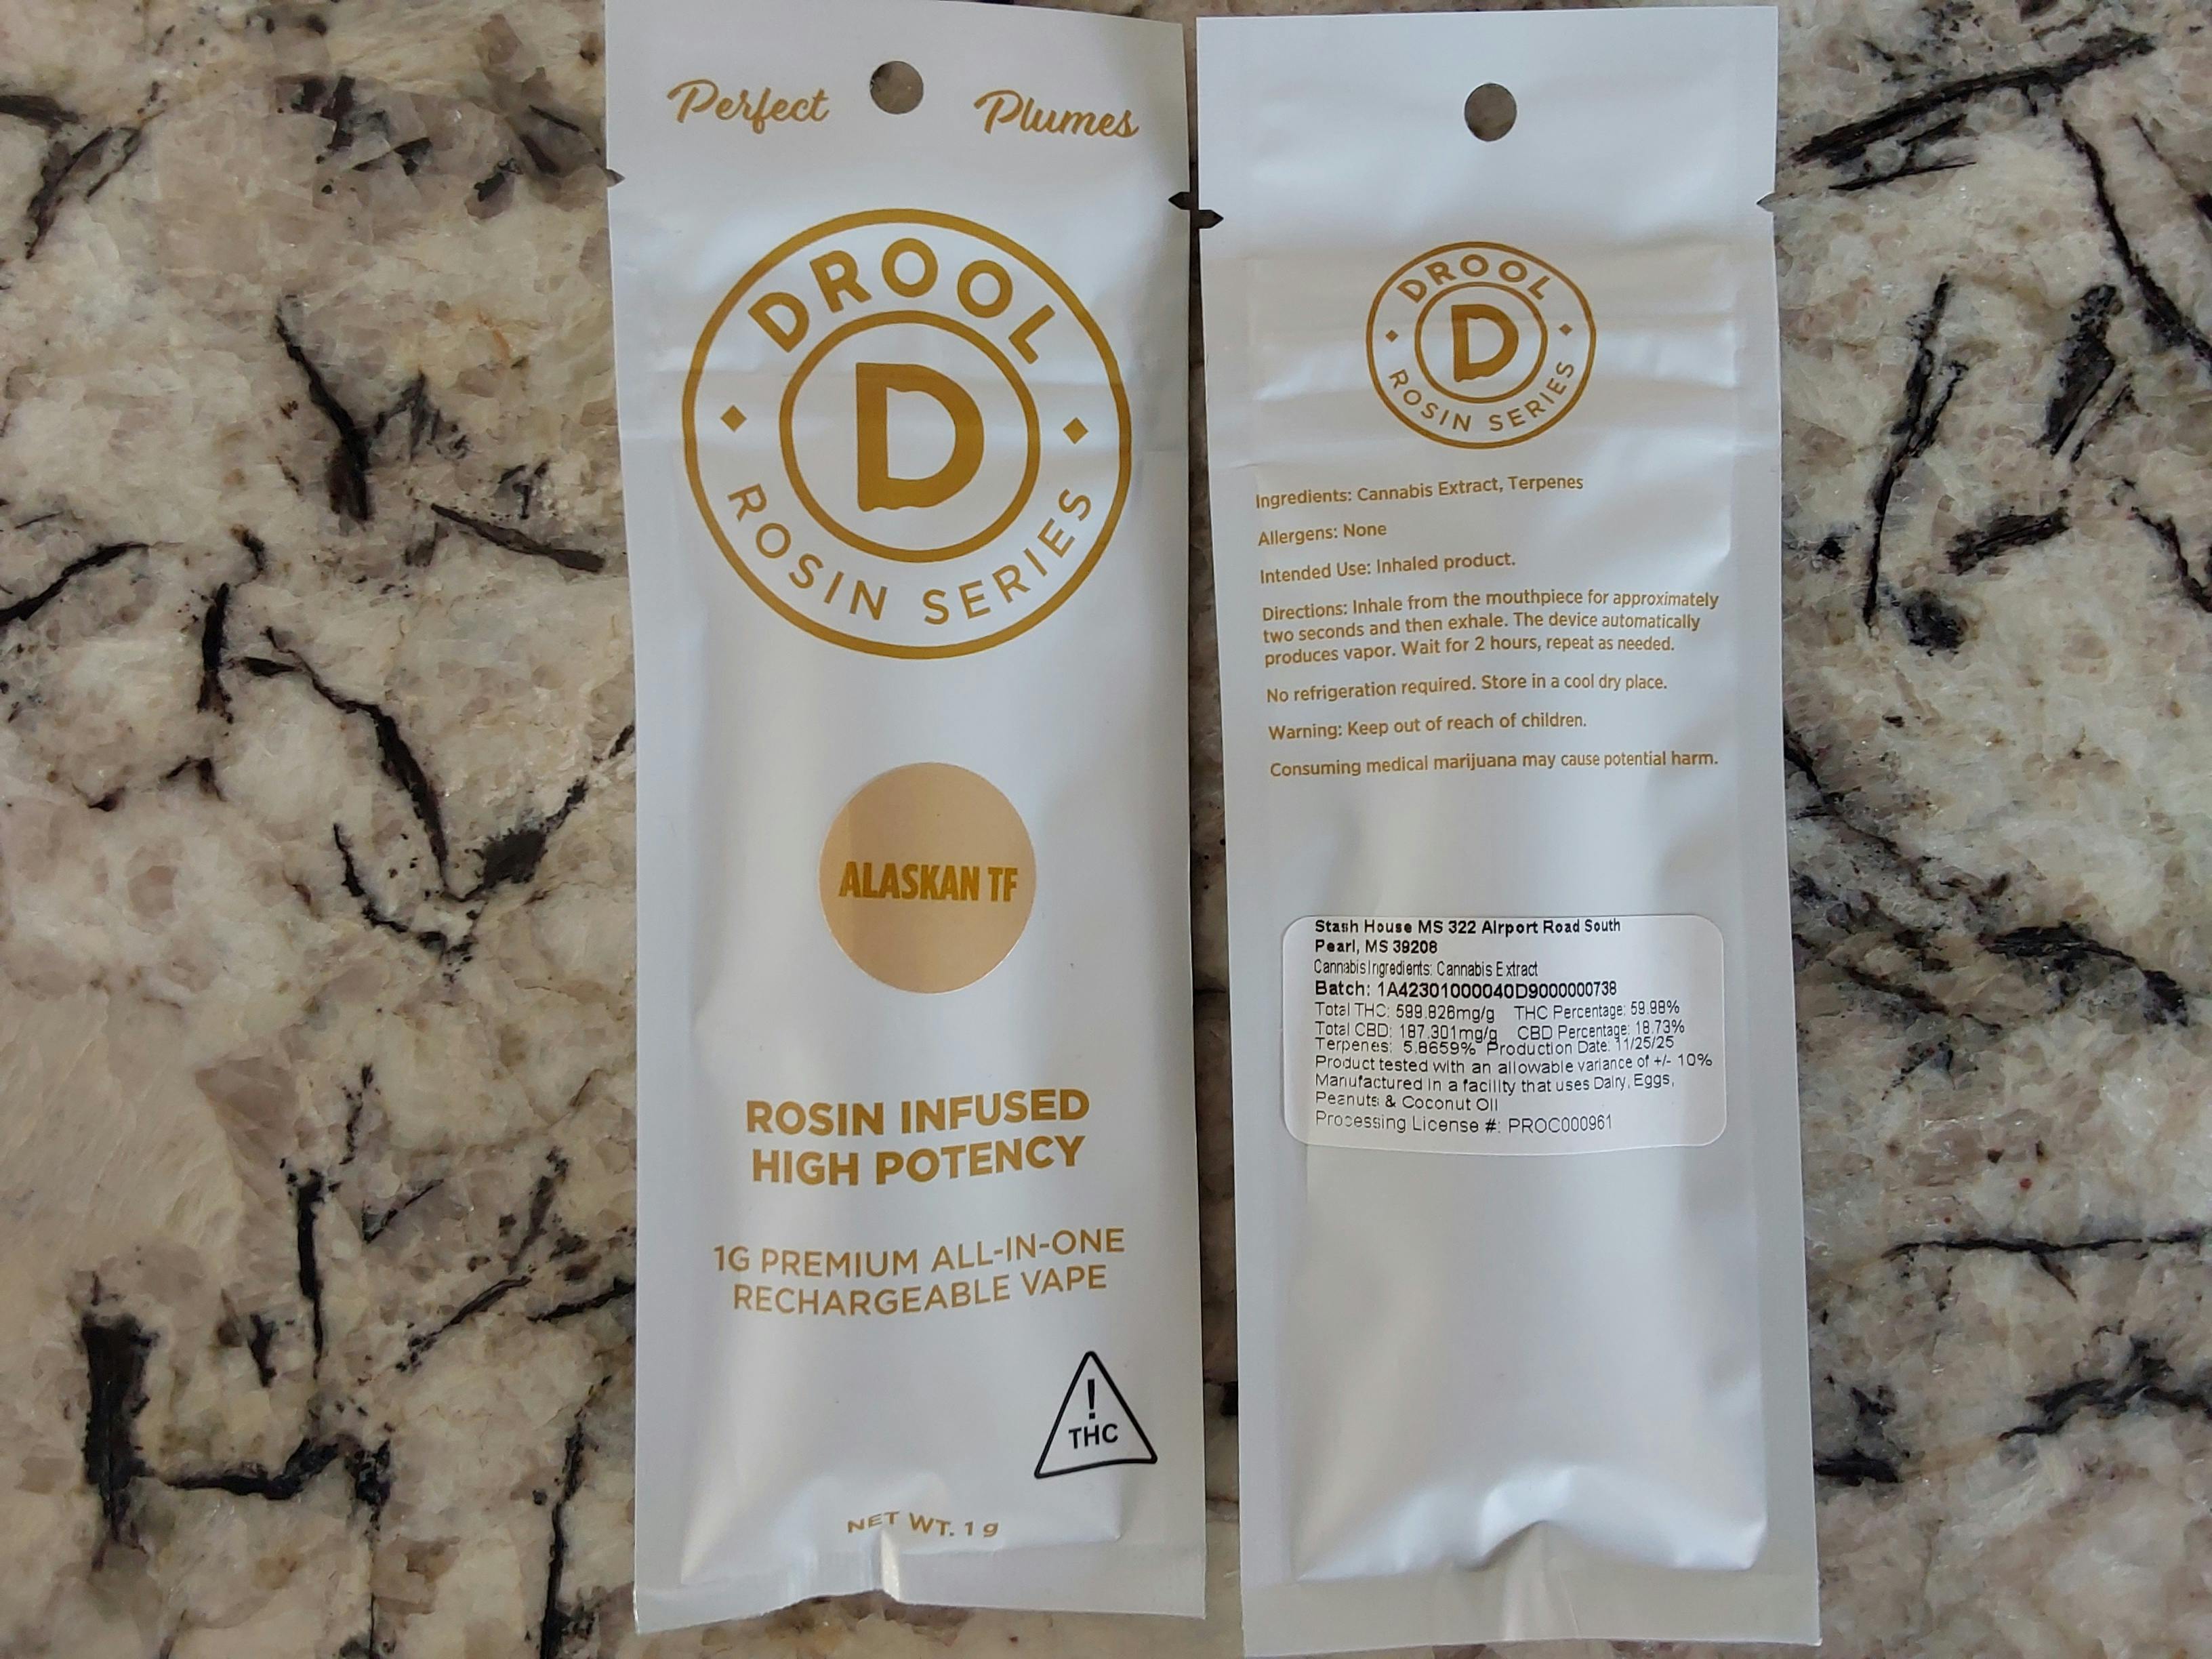 Perfect Plumes
DROOL
D
ROSIN SERIES
ALASKAN TF
ROSIN INFUSED
HIGH POTENCY
1G PREMIUM ALL-IN-ONE
RECHARGEABLE VAPE
!
THC
NET WT. 1 g
DROOL
D
ROSIN SERIES
Ingredients: Cannabis Extract, Terpenes
Allergens: None
Intended Use: Inhaled product.
Directions: Inhale from the mouthpiece for approximately
two seconds and then exhale. The device automatically
produces vapor. Wait for 2 hours, repeat as needed.
No refrigeration required. Store in a cool dry place.
Warning: Keep out of reach of children.
Consuming medical marijuana may cause potential harm.
Stash House MS 322 Airport Road South
Pearl, MS 39208
Cannabis Ingredients: Cannabis Extract
Batch: 1A42301000040D9000000738
Total THC: 599.826mg/g THC Percentage: 59.98%
Total CBD: 187.301mg/g CBD Percentage: 18.73%
Terpenes: 5.8659% Production Date: 11/25/25
Product tested with an allowable variance of +/- 10%
Manufactured in a facility that uses Dairy, Eggs,
Peanuts & Coconut Oil
Processing License #: PROC000961